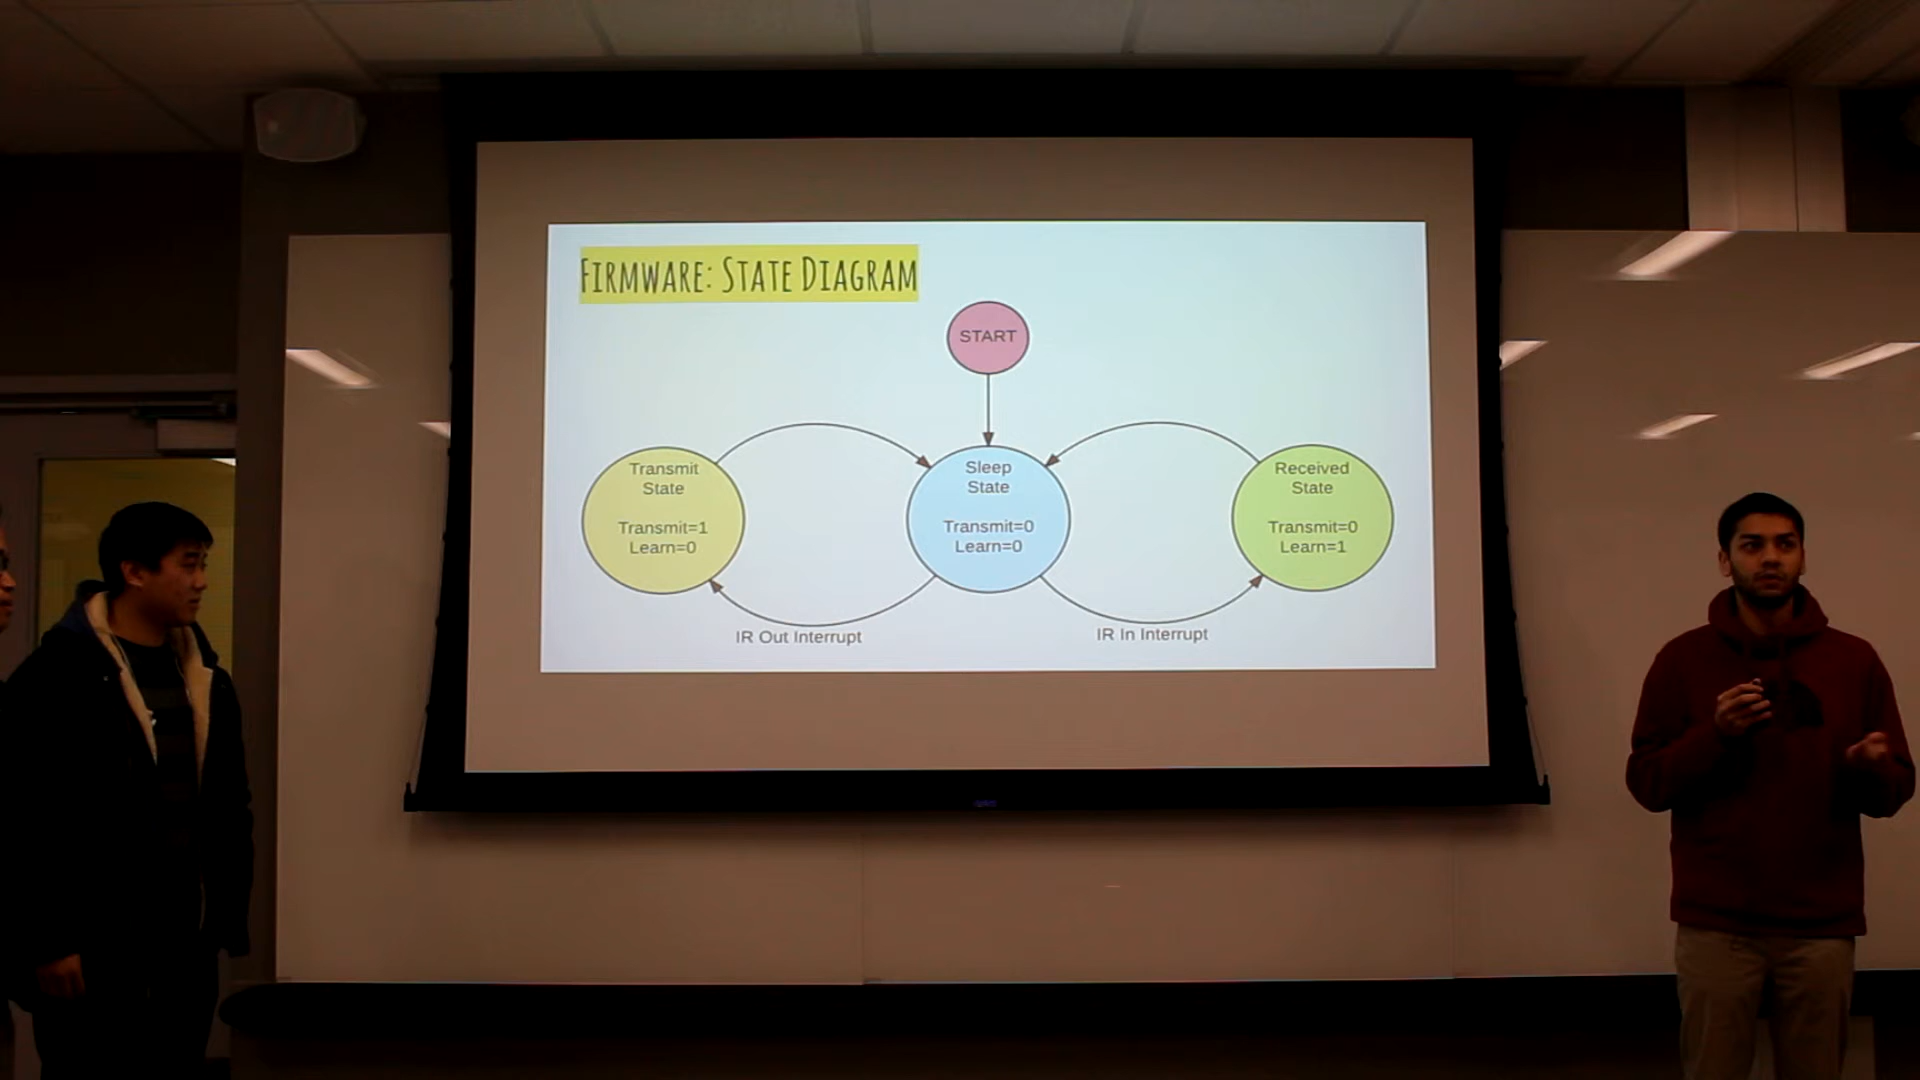 FIRMWARE: STATE DIAGRAM
START
Transmit
State
Transmit=1
Learn=0
Sleep
State
Transmit=0
Learn=0
Received
State
Transmit=0
Learn=1
IR Out Interrupt
IR In Interrupt